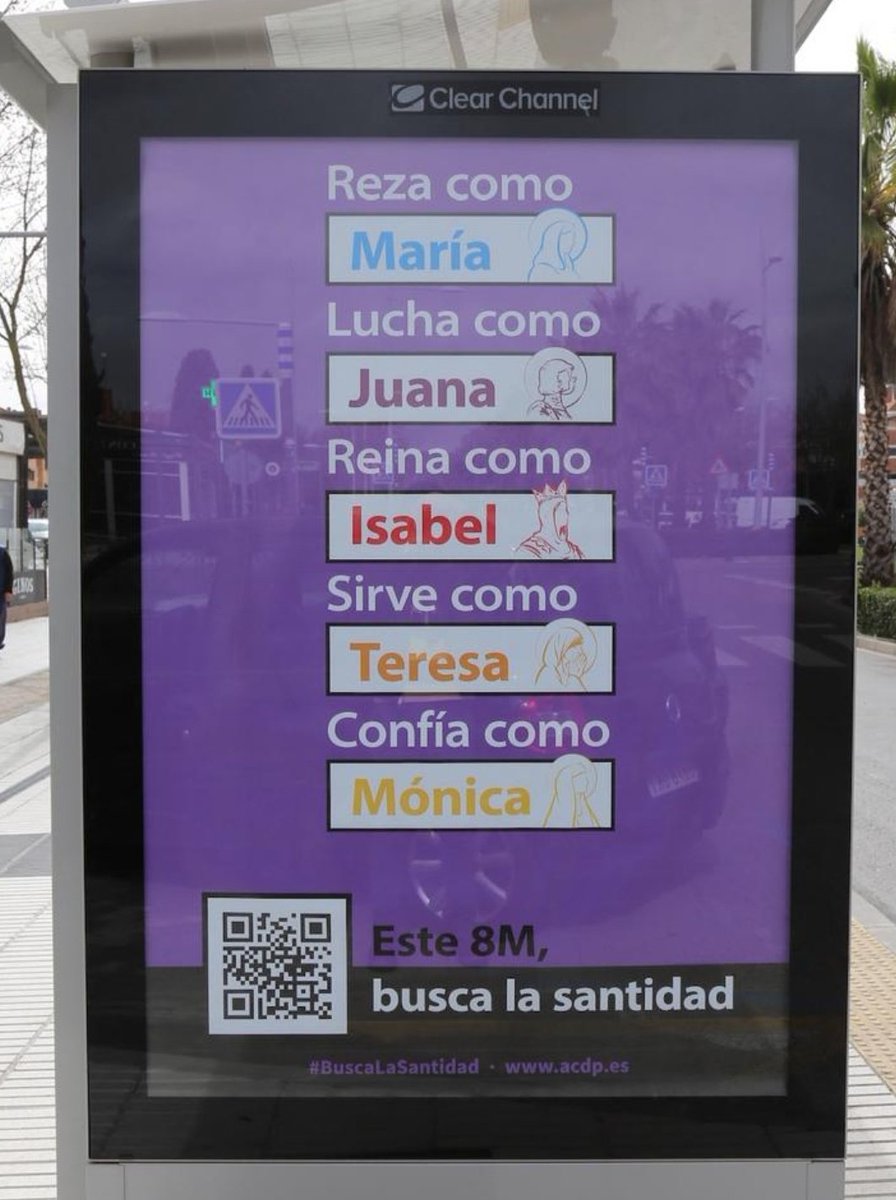 Clear Channel
Reza como
María
Lucha como
Juana
Reina como
Isabel
Sirve como
Teresa
Confía como
Mónica
Este 8M,
busca la santidad
#BuscaLaSantidad · www.acdp.es